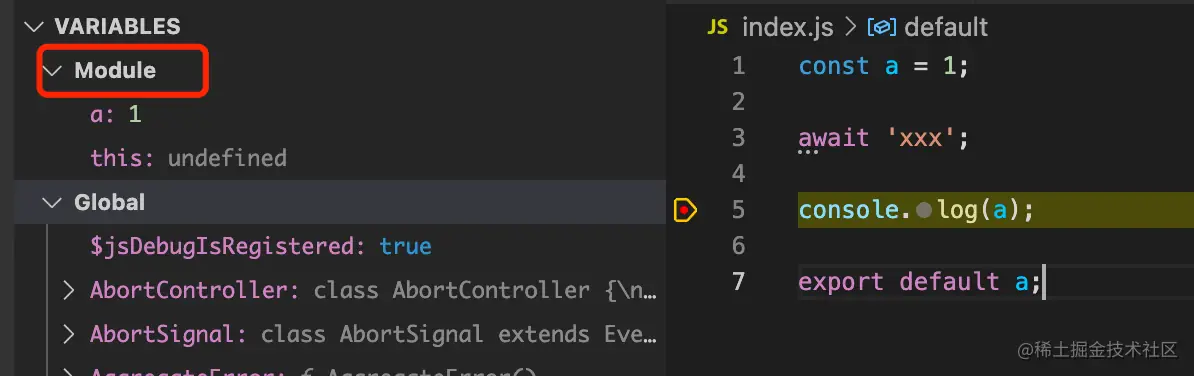 VARIABLES
Module
a: 1
this: undefined
Global
$jsDebugIsRegistered: true
AbortController: class AbortController {\n…
AbortSignal: class AbortSignal extends Eve…
AggregateError: f AggregateError()
JS index.js > default
1 const a = 1;
2
3 await 'xxx';
4
5 console.log(a);
6
7 export default a;
@稀土掘金技术社区